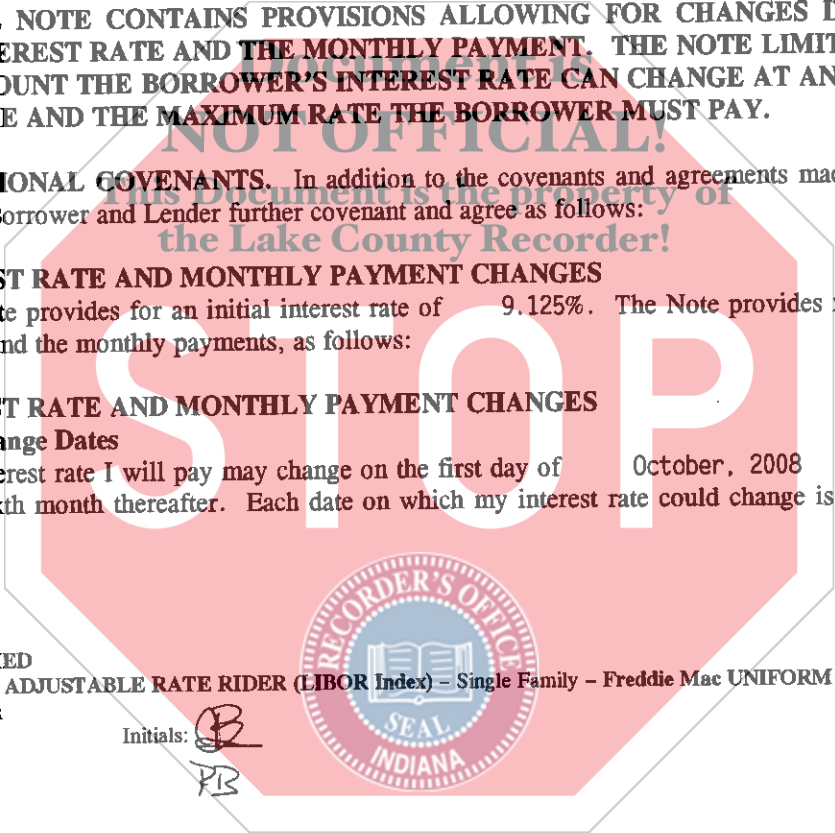 NOTE CONTAINS PROVISIONS ALLOWING FOR CHANGES
EREST RATE AND THE MONTHLY PAYMENT. THE NOTE LIMIT
OUNT THE BORROWER'S INTEREST RATE CAN CHANGE AT AN
E AND THE MAXIMUM RATE THE BORROWER MUST PAY.
Document is
NOT OFFICIAL!
This Document is the property of
the Lake County Recorder!
IONAL COVENANTS. In addition to the covenants and agreements mad
Borrower and Lender further covenant and agree as follows:
ST RATE AND MONTHLY PAYMENT CHANGES
te provides for an initial interest rate of 9.125%. The Note provides
nd the monthly payments, as follows:
T RATE AND MONTHLY PAYMENT CHANGES
ange Dates
erest rate I will pay may change on the first day of October, 2008
th month thereafter. Each date on which my interest rate could change is
STOP
RECORDER'S OFFICE
SEAL
INDIANA
ED
ADJUSTABLE RATE RIDER (LIBOR Index) – Single Family – Freddie Mac UNIFORM
Initials:
PB